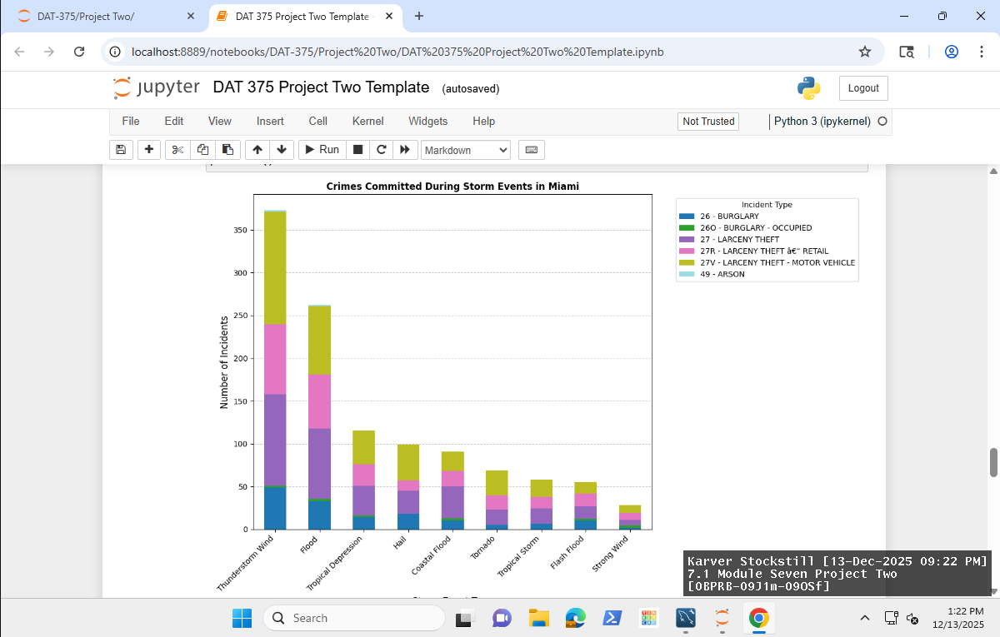 DAT-375/Project Two/
DAT 375 Project Two Template -
localhost:8889/notebooks/DAT-375/Project%20Two/DAT%20375%20Project%20Two%20Template.ipynb
jupyter DAT 375 Project Two Template (autosaved)
Logout
File Edit View Insert Cell Kernel Widgets Help
Not Trusted
Python 3 (ipykernel)
Run
Markdown
Crimes Committed During Storm Events in Miami
Incident Type
26 - BURGLARY
26O - BURGLARY - OCCUPIED
27 - LARCENY THEFT
27R - LARCENY THEFT â€“ RETAIL
27V - LARCENY THEFT - MOTOR VEHICLE
49 - ARSON
Number of Incidents
350
300
250
200
150
100
50
0
Thunderstorm Wind
Flood
Tropical Depression
Hail
Coastal Flood
Tornado
Tropical Storm
Flash Flood
Strong Wind
Karver Stockstill [13-Dec-2025 09:22 PM]
7.1 Module Seven Project Two
[OBPRB-O9J1m-O9OSf]
Search
1:22 PM
12/13/2025